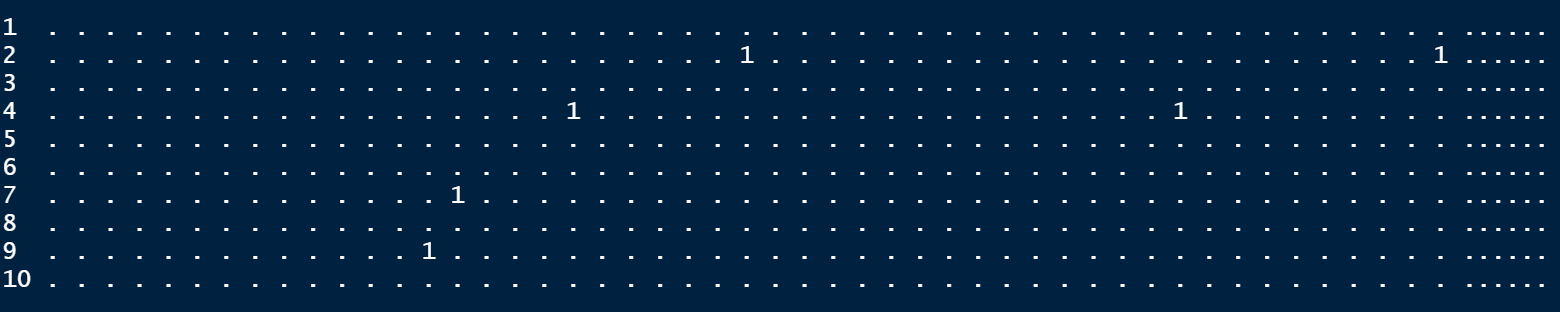 1 . . . . . . . . . . . . . . . . . . . . . . . . . . . . . . . . . . . . . . . . . . . . . . . . . ......
2 . . . . . . . . . . . . . . . . . . . . . . . . 1 . . . . . . . . . . . . . . . . . . . . . . . 1 ......
3 . . . . . . . . . . . . . . . . . . . . . . . . . . . . . . . . . . . . . . . . . . . . . . . . . ......
4 . . . . . . . . . . . . . . . . . . 1 . . . . . . . . . . . . . . . . . . . . 1 . . . . . . . . . ......
5 . . . . . . . . . . . . . . . . . . . . . . . . . . . . . . . . . . . . . . . . . . . . . . . . . ......
6 . . . . . . . . . . . . . . . . . . . . . . . . . . . . . . . . . . . . . . . . . . . . . . . . . ......
7 . . . . . . . . . . . . . . 1 . . . . . . . . . . . . . . . . . . . . . . . . . . . . . . . . . . ......
8 . . . . . . . . . . . . . . . . . . . . . . . . . . . . . . . . . . . . . . . . . . . . . . . . . ......
9 . . . . . . . . . . . . . 1 . . . . . . . . . . . . . . . . . . . . . . . . . . . . . . . . . . . ......
10 . . . . . . . . . . . . . . . . . . . . . . . . . . . . . . . . . . . . . . . . . . . . . . . . . ......